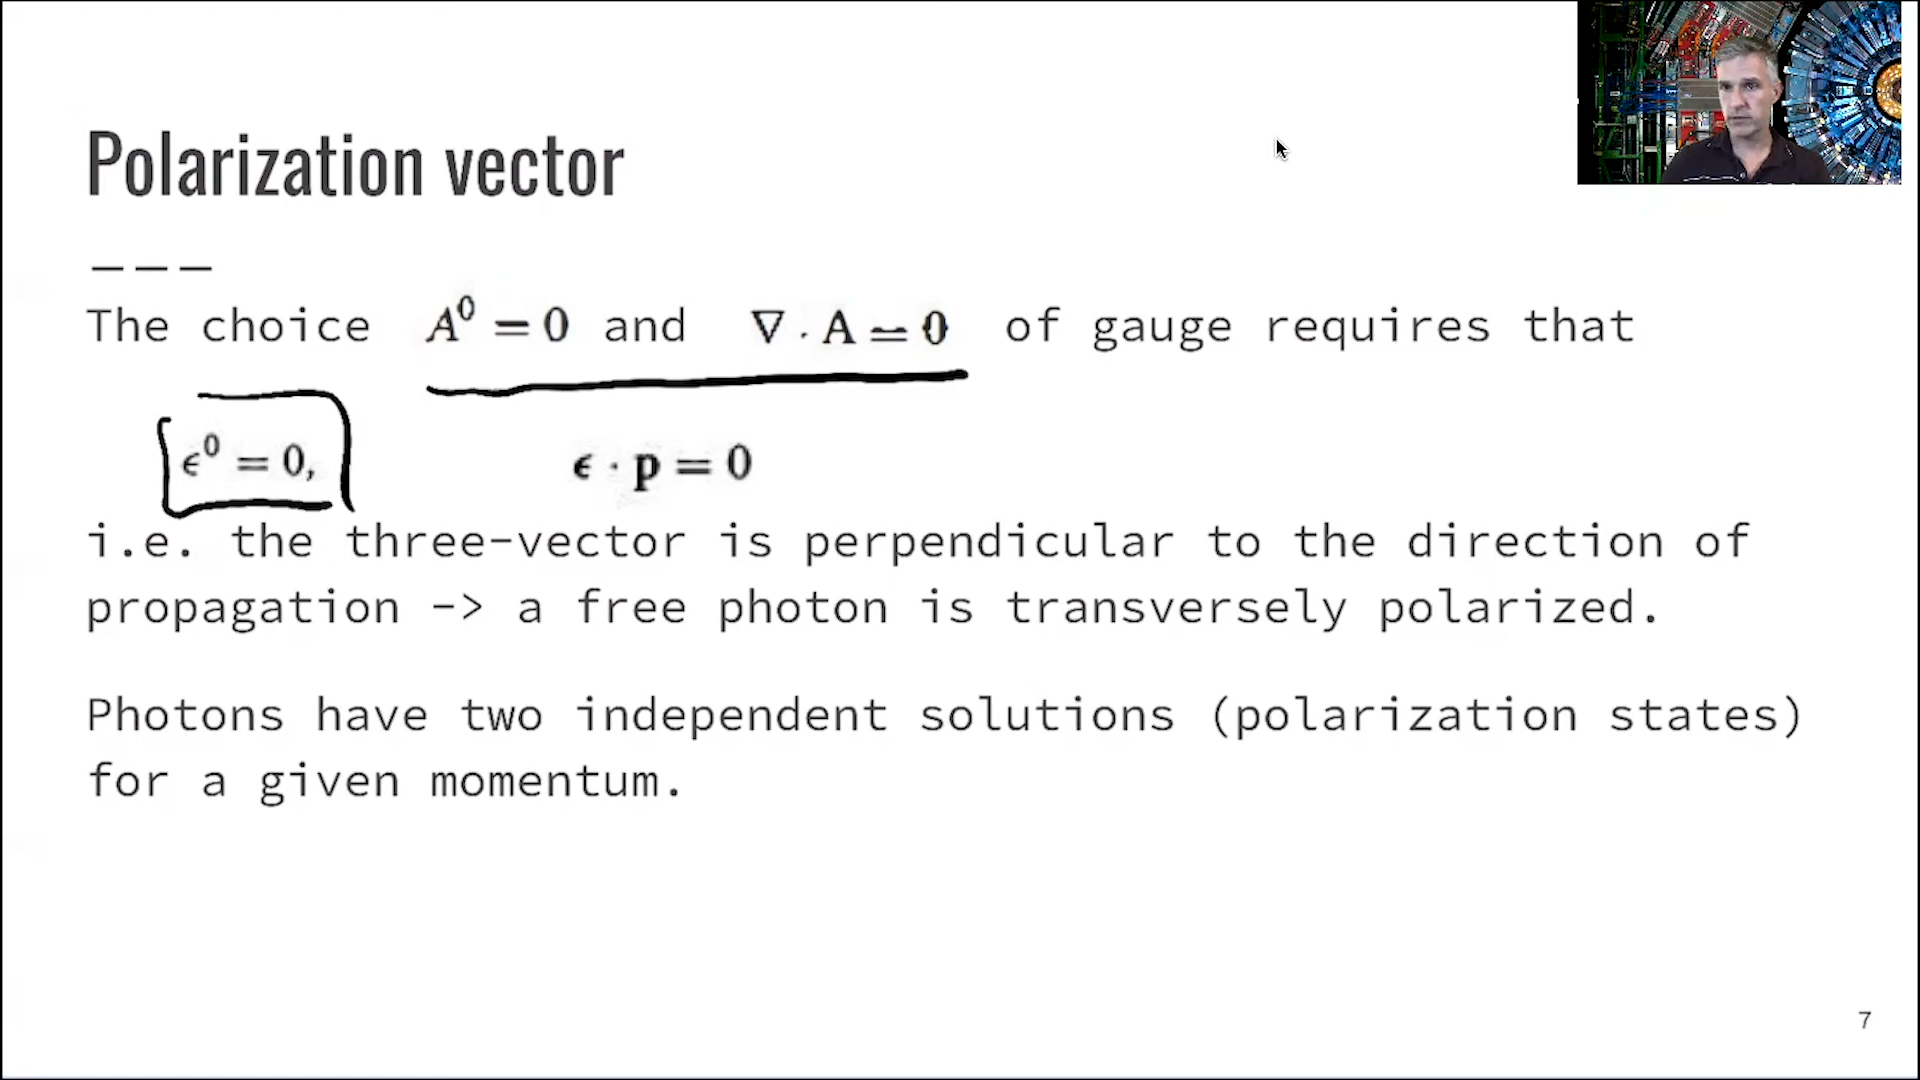 Polarization vector
---
The choice A⁰ = 0 and ∇ · A = 0 of gauge requires that
ϵ⁰ = 0, ϵ · p = 0
i.e. the three-vector is perpendicular to the direction of
propagation -> a free photon is transversely polarized.
Photons have two independent solutions (polarization states)
for a given momentum.
7